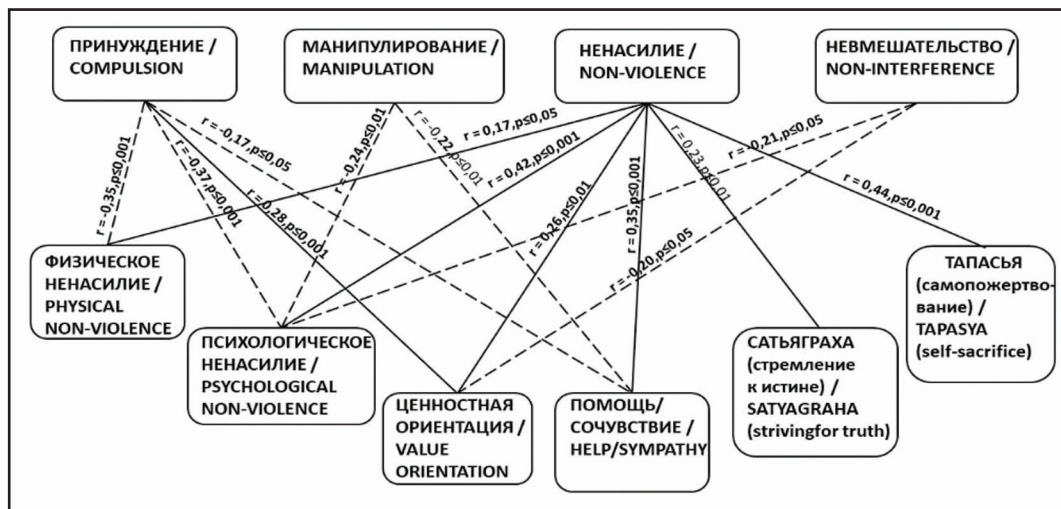 ПРИНУЖДЕНИЕ /
COMPULSION
МАНИПУЛИРОВАНИЕ /
MANIPULATION
НЕНАСИЛИЕ /
NON-VIOLENCE
НЕВМЕШАТЕЛЬСТВО /
NON-INTERFERENCE
r = -0,35,p≤0,001
r = -0,37,p≤0,001
r = 0,28,p≤0,001
r = -0,17,p≤0,05
r = -0,24,p≤0,01
r = -0,22,p≤0,01
r = 0,17,p≤0,05
r = 0,42,p≤0,001
r = 0,26,p≤0,01
r = 0,35,p≤0,001
r = 0,23,p≤0,01
r = 0,44,p≤0,001
r = -0,21,p≤0,05
r = -0,20,p≤0,05
ФИЗИЧЕСКОЕ
НЕНАСИЛИЕ /
PHYSICAL
NON-VIOLENCE
ПСИХОЛОГИЧЕСКОЕ
НЕНАСИЛИЕ /
PSYCHOLOGICAL
NON-VIOLENCE
ЦЕННОСТНАЯ
ОРИЕНТАЦИЯ /
VALUE
ORIENTATION
ПОМОЩЬ/
СОЧУВСТВИЕ /
HELP/SYMPATHY
САТЬЯГРАХА
(стремление
к истине) /
SATYAGRAHA
(strivingfor truth)
ТАПАСЬЯ
(самопожертво-
вание) /
TAPASYA
(self-sacrifice)